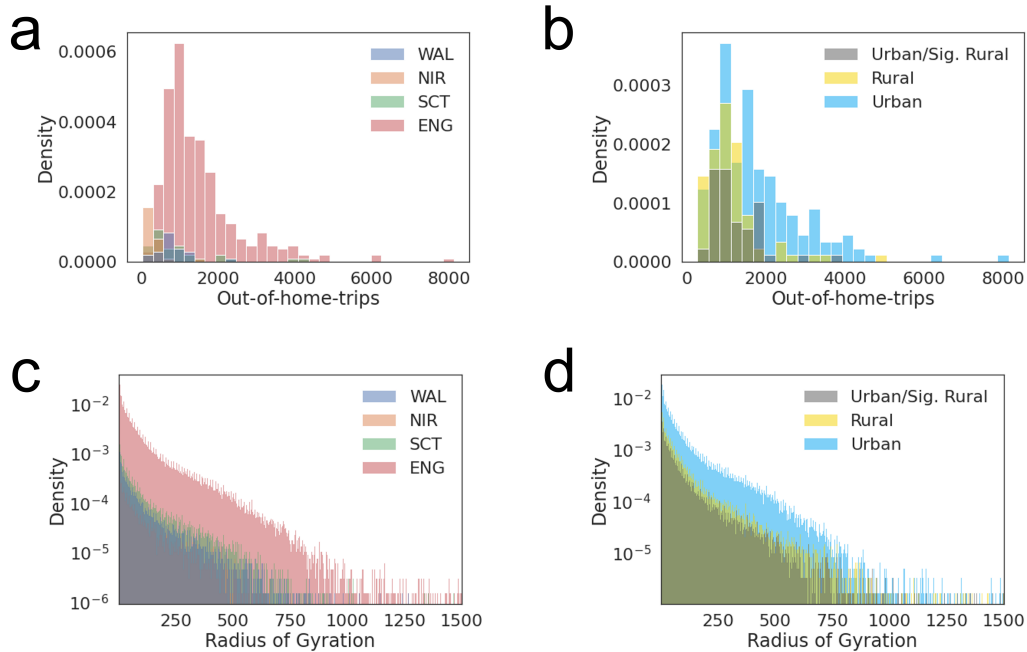 a
b
Density
0.0006
0.0004
0.0002
0.0000
WAL
NIR
SCT
ENG
0 2000 4000 6000 8000
Out-of-home-trips
Density
0.0003
0.0002
0.0001
0.0000
Urban/Sig. Rural
Rural
Urban
0 2000 4000 6000 8000
Out-of-home-trips
c
d
Density
10⁻²
10⁻³
10⁻⁴
10⁻⁵
10⁻⁶
WAL
NIR
SCT
ENG
250 500 750 1000 1250 1500
Radius of Gyration
Density
10⁻²
10⁻³
10⁻⁴
10⁻⁵
Urban/Sig. Rural
Rural
Urban
250 500 750 1000 1250 1500
Radius of Gyration